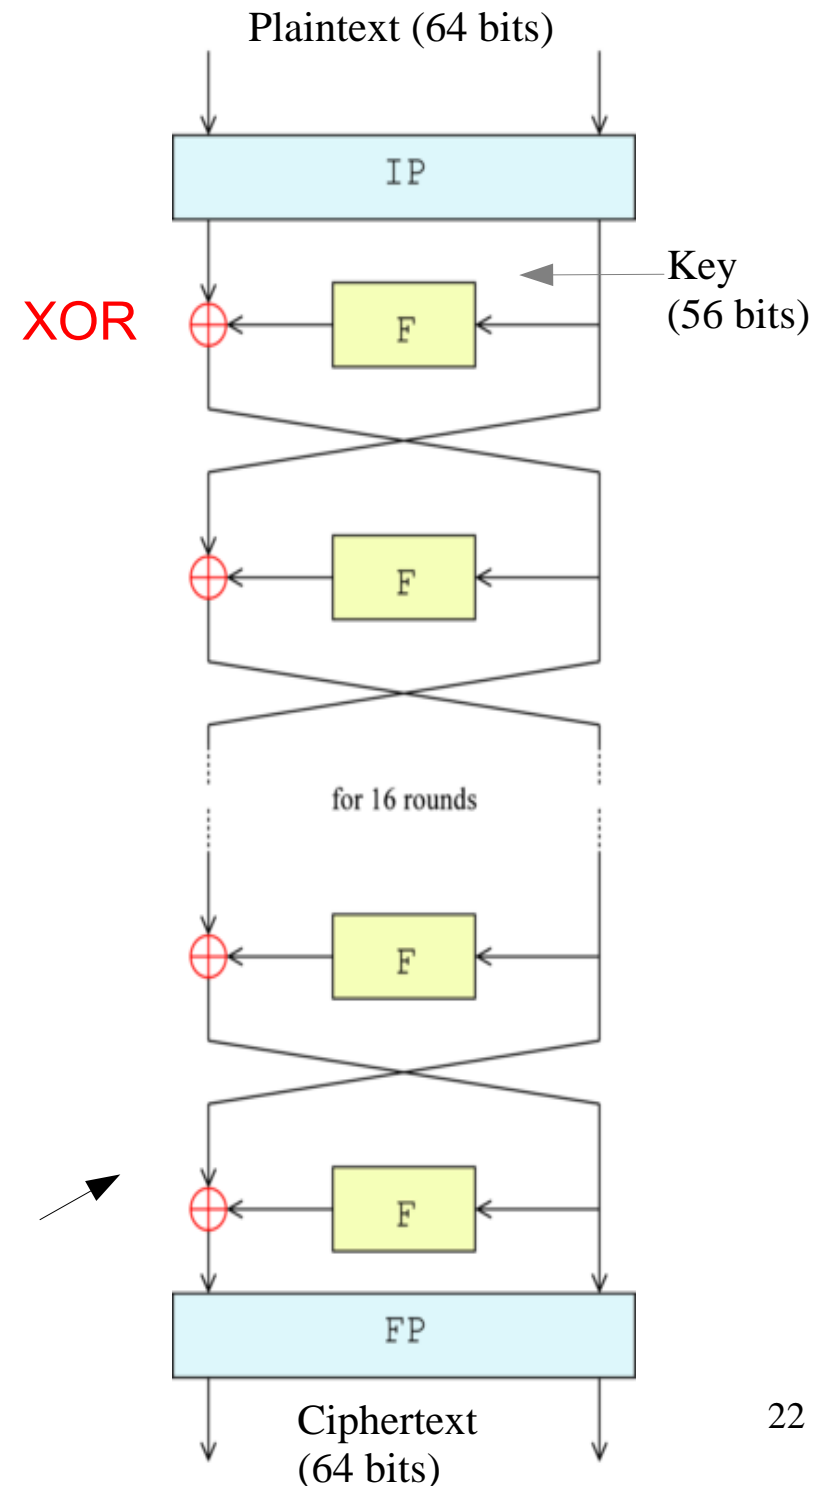 Plaintext (64 bits)
IP
Key
(56 bits)
XOR
F
F
for 16 rounds
F
F
FP
Ciphertext
(64 bits)
22